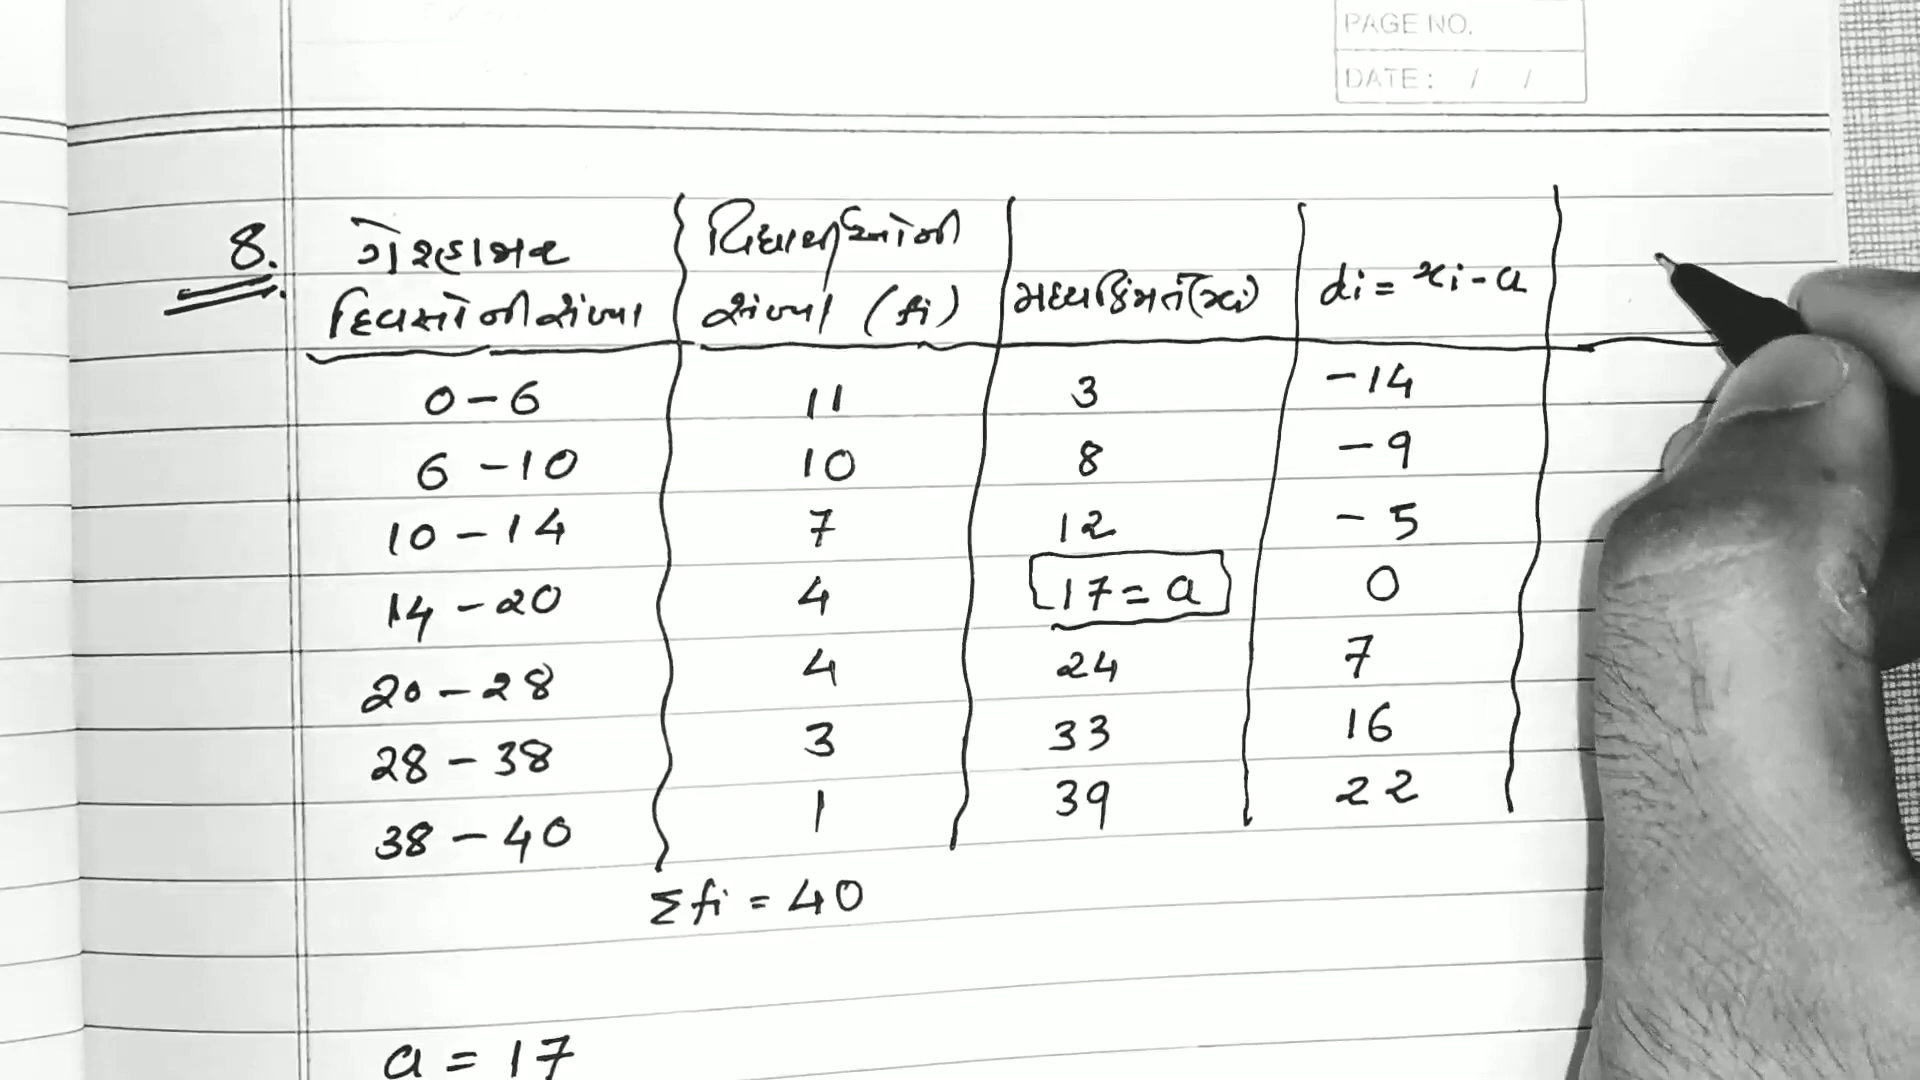 PAGE NO.
DATE: / /
8. ગેરહાજર દિવસોની સંખ્યા | વિદ્યાર્થીઓની સંખ્યા (fi) | મધ્યકિંમત (xi) | di = xi - a
0 - 6 11 3 -14
6 - 10 10 8 -9
10 - 14 7 12 -5
14 - 20 4 17 = a 0
20 - 28 4 24 7
28 - 38 3 33 16
38 - 40 1 39 22
Σfi = 40
a = 17